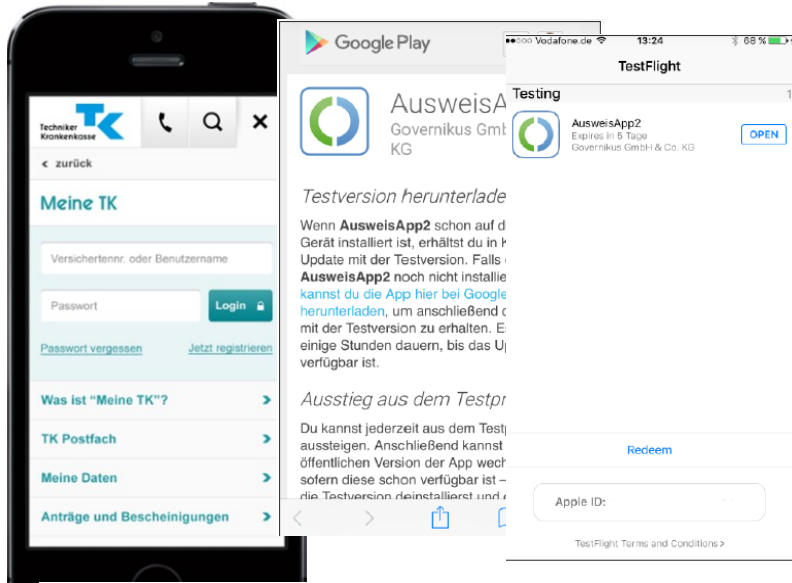 Techniker
Krankenkasse
TK
< zurück
Meine TK
Versichertennr. oder Benutzername
Passwort
Login
Passwort vergessen
Jetzt registrieren
Was ist “Meine TK”?
TK Postfach
Meine Daten
Anträge und Bescheinigungen
Google Play
AusweisA
Governikus Gmb
KG
Testversion herunterlade
Wenn AusweisApp2 schon auf d
Gerät installiert ist, erhältst du in K
Update mit der Testversion. Falls
AusweisApp2 noch nicht installie
kannst du die App hier bei Google
herunterladen, um anschließend
mit der Testversion zu erhalten. E
einige Stunden dauern, bis das U
verfügbar ist.
Ausstieg aus dem Testpr
Du kannst jederzeit aus dem Test
aussteigen. Anschließend kannst
öffentlichen Version der App wech
sofern diese schon verfügbar ist –
die Testversion deinstallierst und
Vodafone.de
13:24
68 %
TestFlight
Testing
1
AusweisApp2
Expires in 5 Tage
Governikus GmbH & Co. KG
OPEN
Redeem
Apple ID:
TestFlight Terms and Conditions >